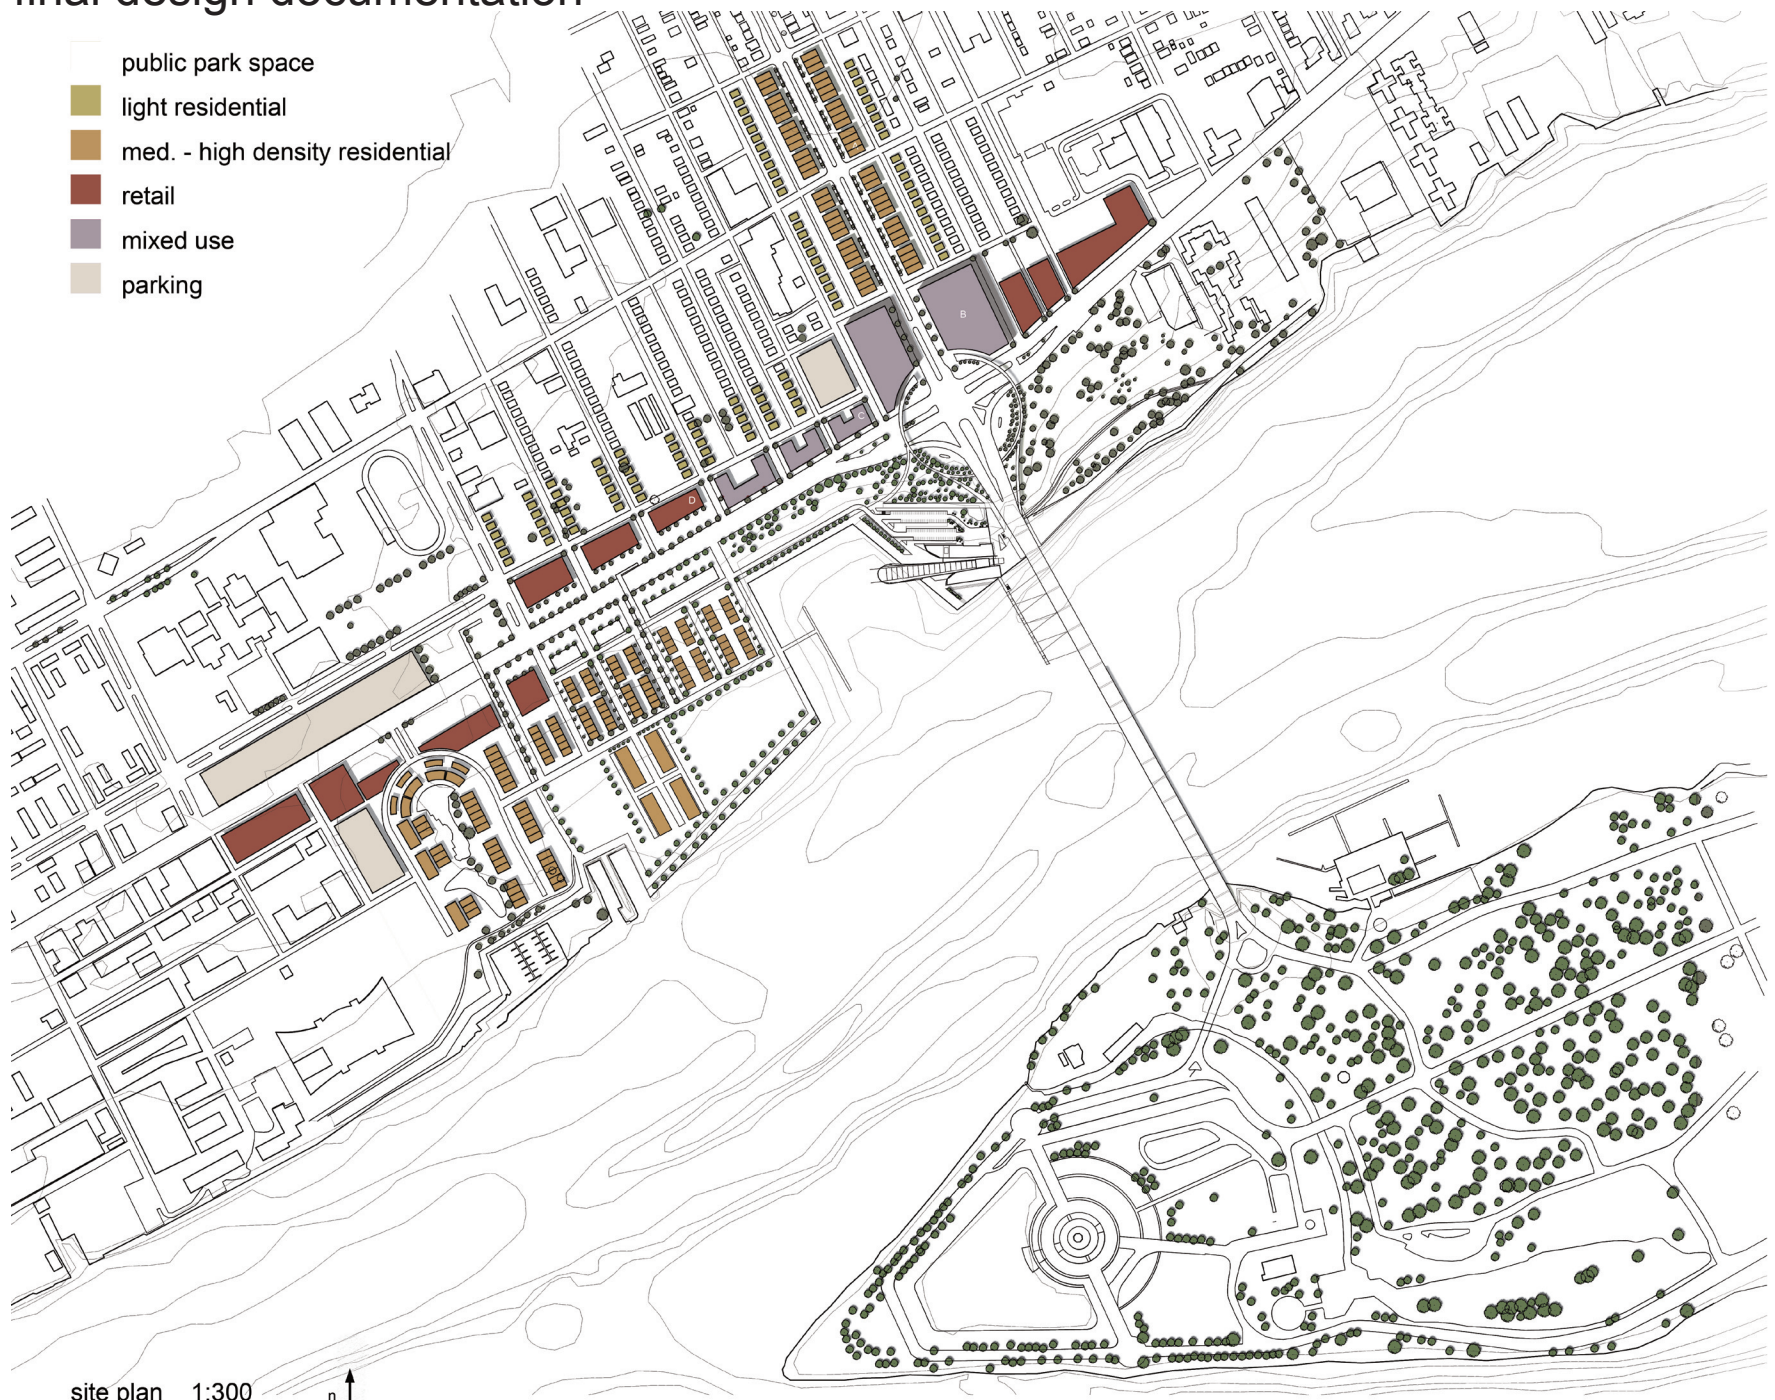 final design documentation
public park space
light residential
med. - high density residential
retail
mixed use
parking
B
C
D
site plan 1:300
n